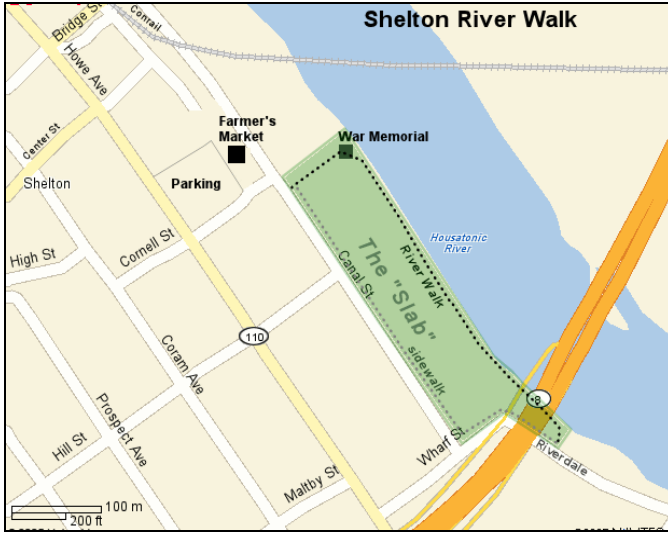 Shelton River Walk
Conrail
Bridge St
Howe Ave
Farmer's
Market
War Memorial
Center St
Shelton
Parking
Housatonic
River
High St
Cornell St
The "Slab"
River Walk
Canal St
sidewalk
110
Coram Ave
Prospect Ave
8
Hill St
Wharf S
Riverdale
Maltby St
100 m
200 ft